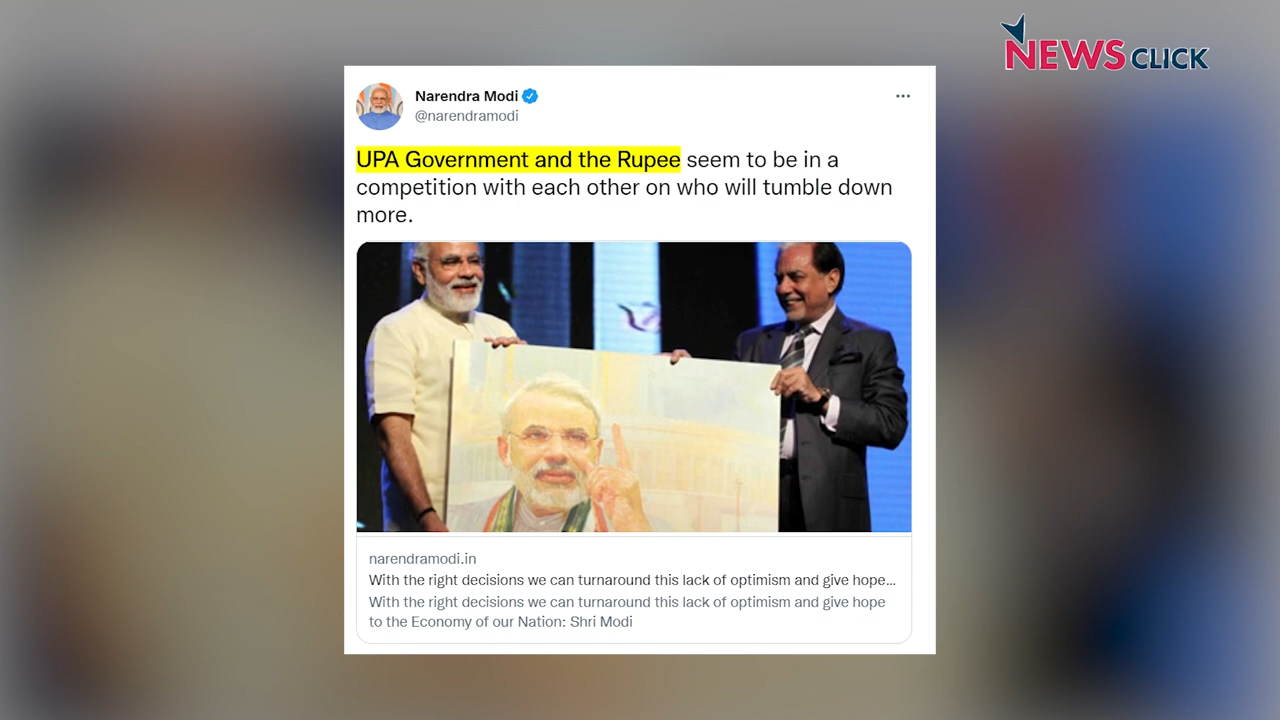 NEWS CLICK
Narendra Modi
@narendramodi
UPA Government and the Rupee seem to be in a
competition with each other on who will tumble down
more.
narendramodi.in
With the right decisions we can turnaround this lack of optimism and give hope...
With the right decisions we can turnaround this lack of optimism and give hope
to the Economy of our Nation: Shri Modi